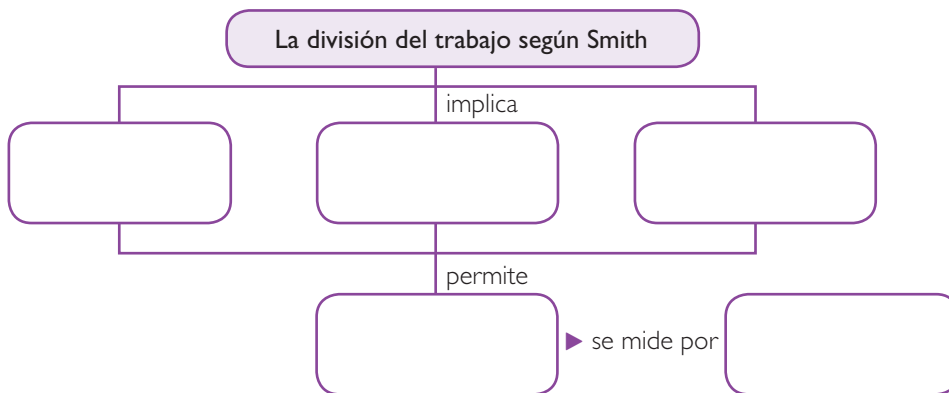 La división del trabajo según Smith
implica
permite
se mide por